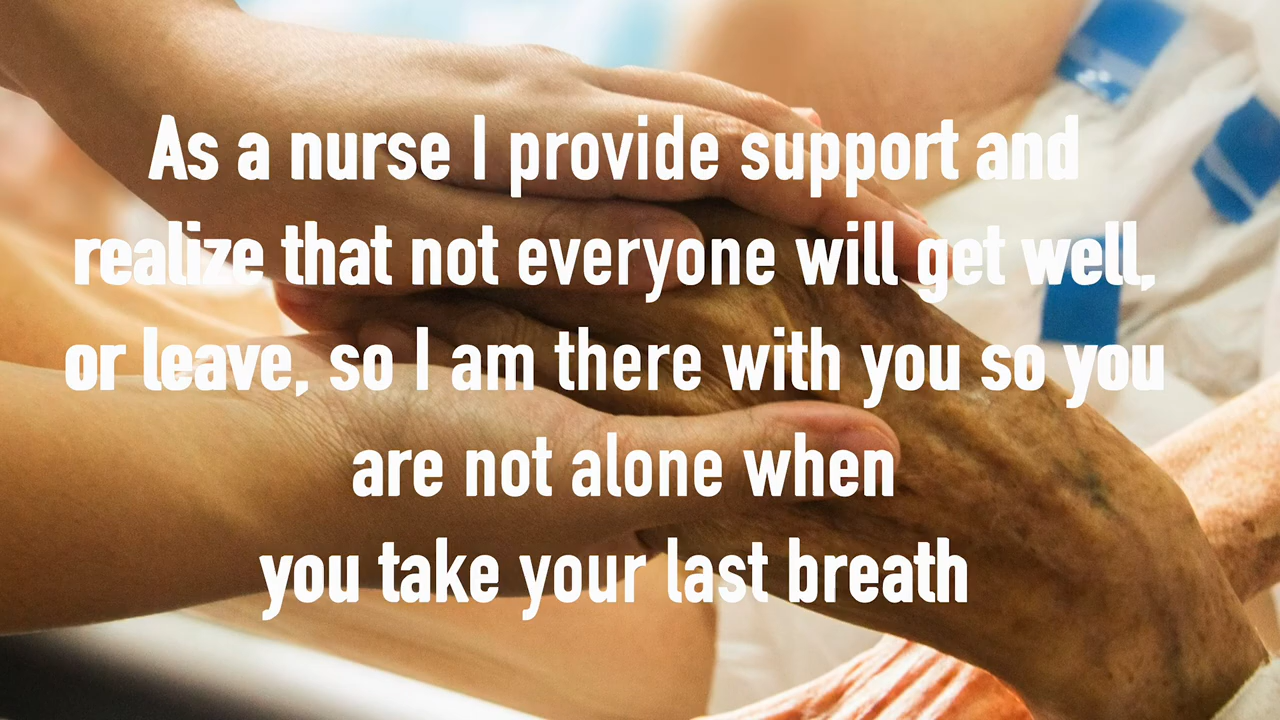 As a nurse I provide support and
realize that not everyone will get well,
or leave, so I am there with you so you
are not alone when
you take your last breath